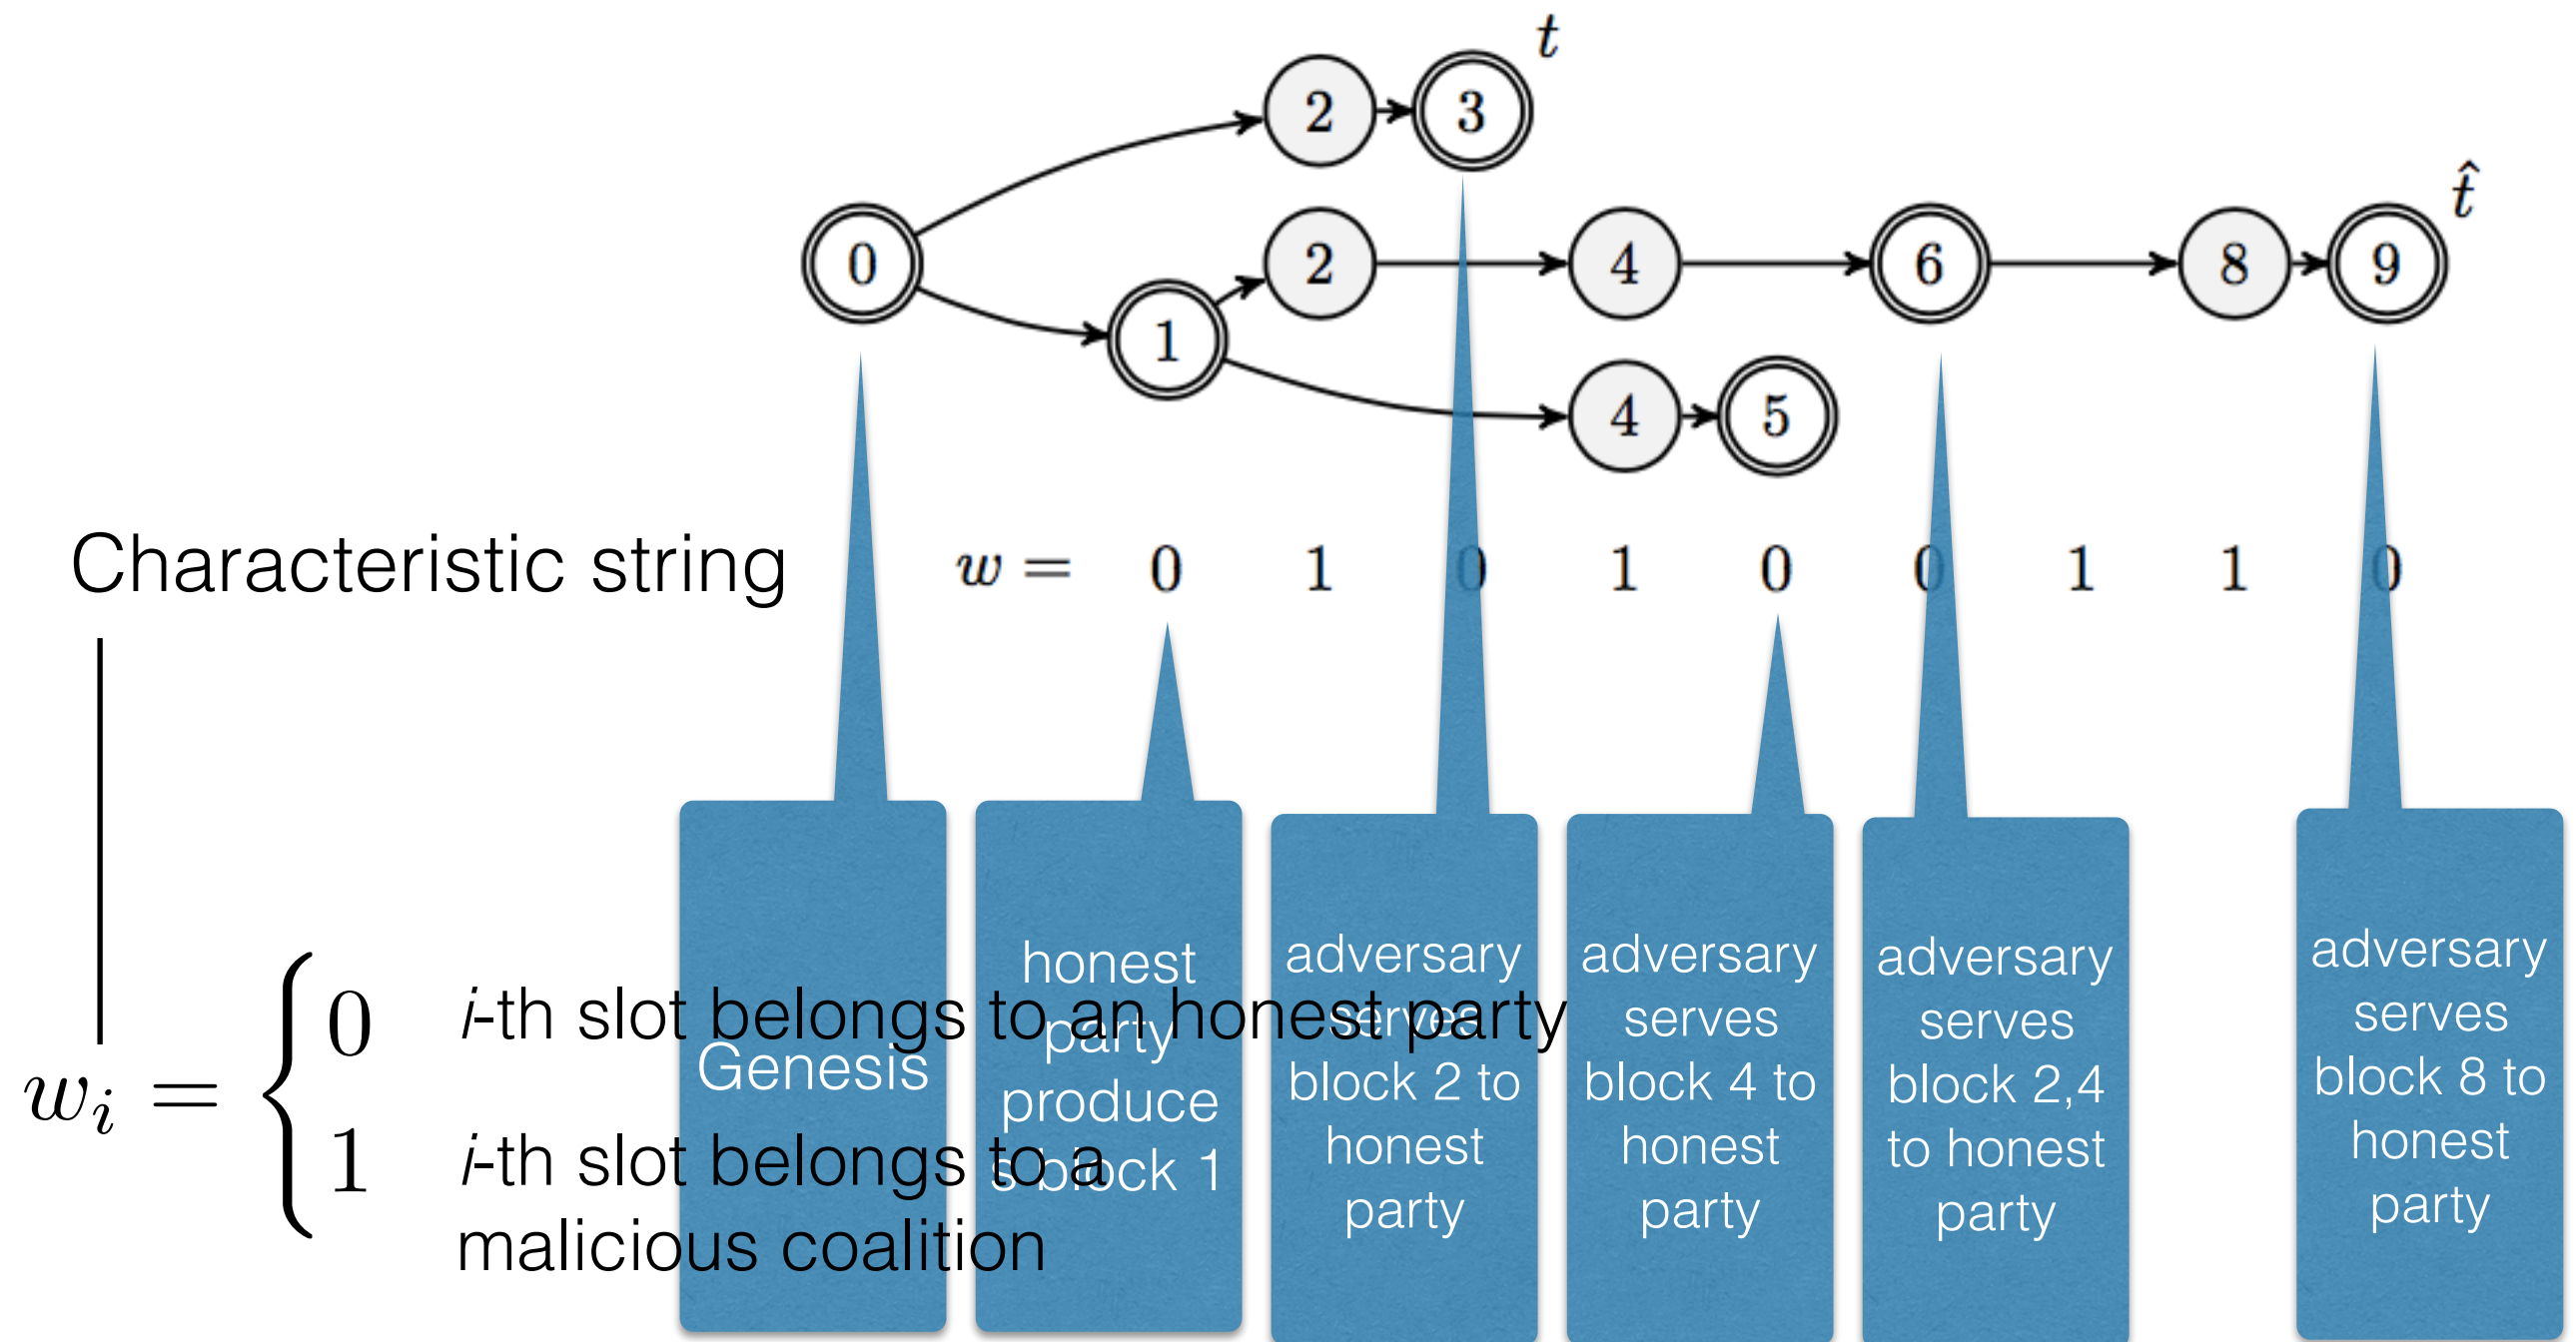 t
2 3
t̂
0 2 4 6 8 9
1
4 5
Characteristic string
w = 0 1 0 1 0 0 1 1 0
w_i = {
0 i-th slot belongs to an honest party
1 i-th slot belongs to a
malicious coalition
Genesis
honest
party
produce
s block 1
adversary
serves
block 2 to
honest
party
adversary
serves
block 4 to
honest
party
adversary
serves
block 2,4
to honest
party
adversary
serves
block 8 to
honest
party